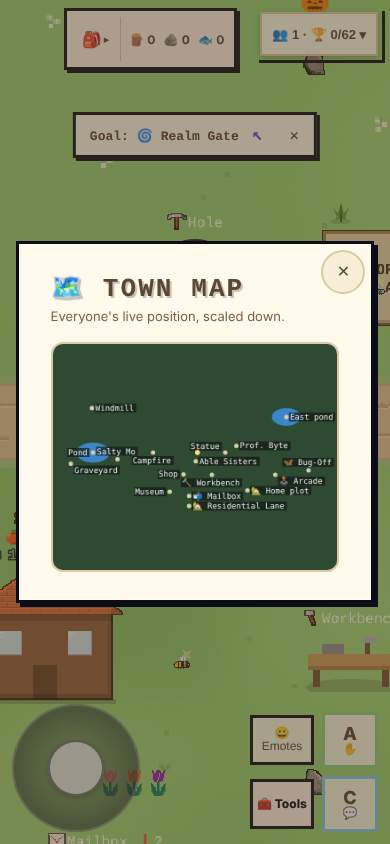 🎒▸ 🪵 0 🪨 0 🐟 0
👥 1 · 🏆 0/62 ▾
Goal: 🌀 Realm Gate ↖ ×
Hole
🗺️ TOWN MAP ×
Everyone's live position, scaled down.
Windmill
East pond
Statue
Prof. Byte
Pond
Salty Mo
Campfire
Able Sisters
🦋 Bug-Off
Graveyard
Shop
🔨 Workbench
🕹️ Arcade
Museum
📬 Mailbox
🏡 Home plot
🏡 Residential Lane
Workbenc
😀
Emotes
A
✋
🧰 Tools
C
💬
Mailbox ❗2